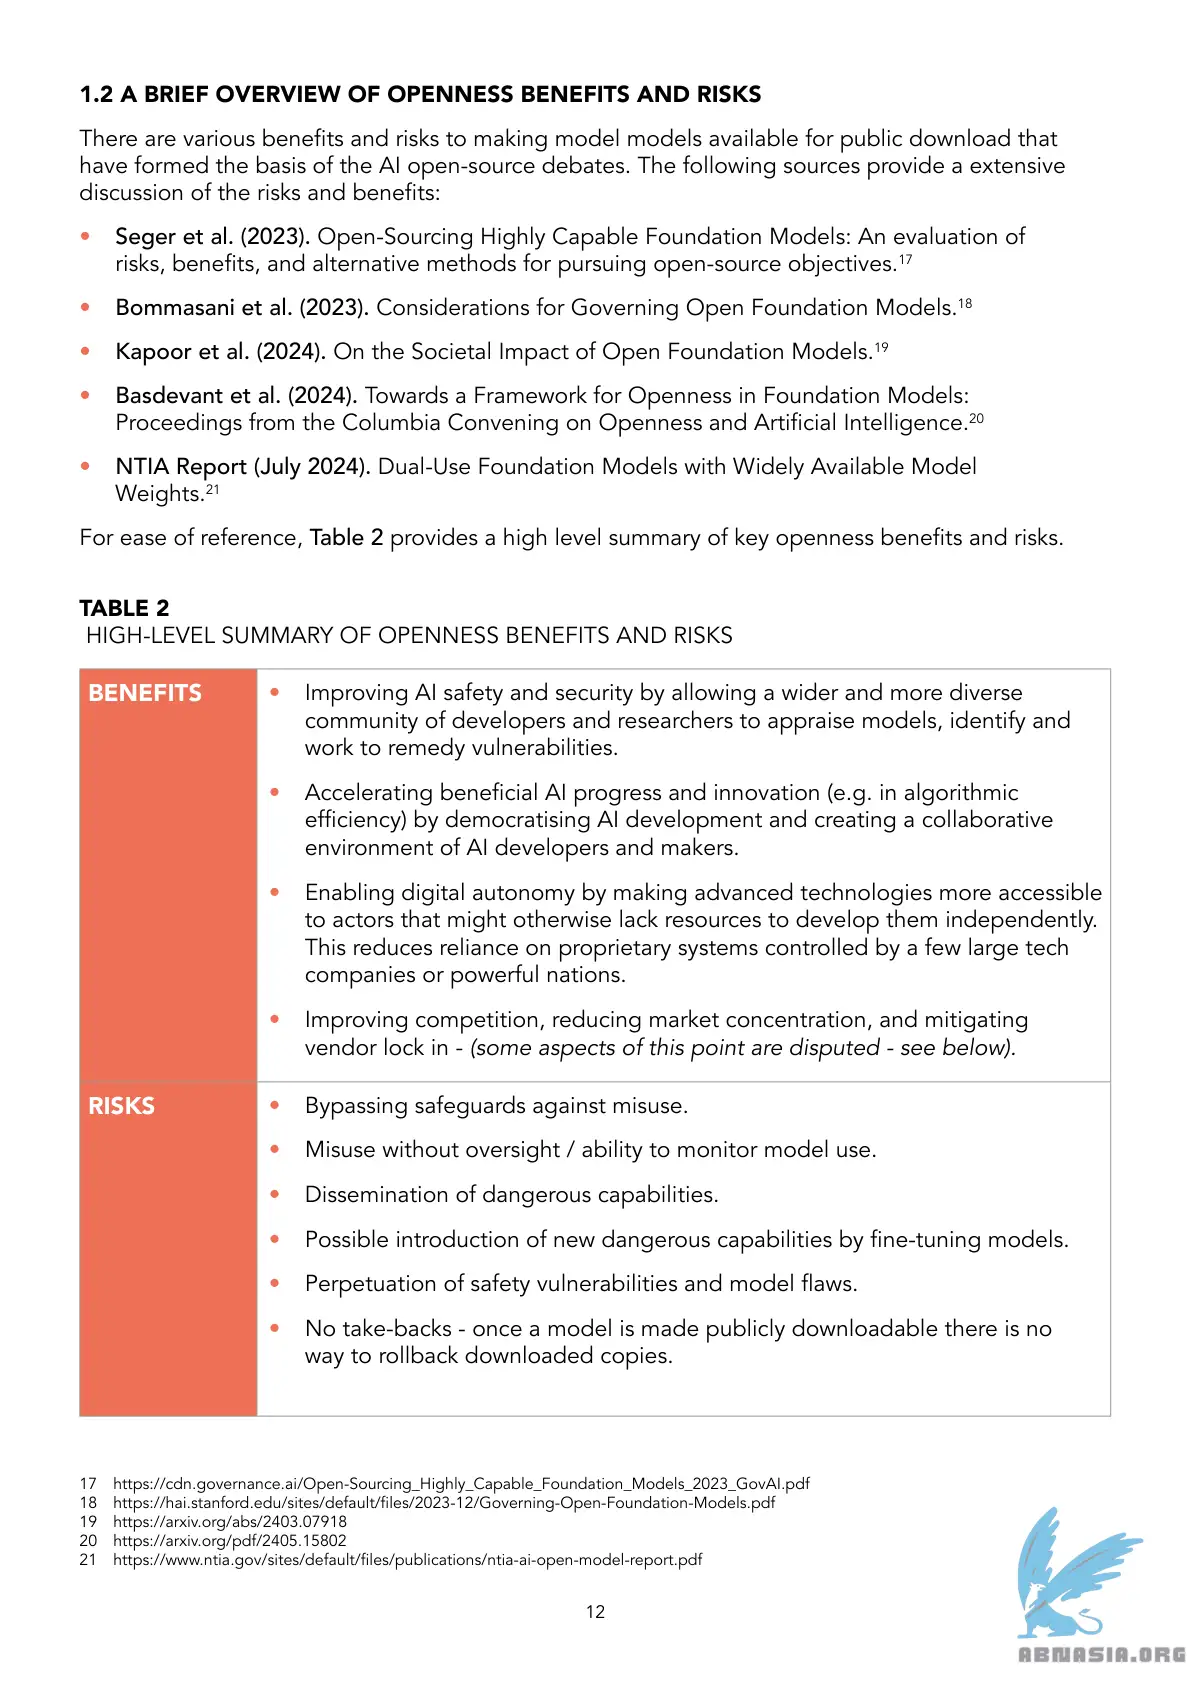 1.2 A BRIEF OVERVIEW OF OPENNESS BENEFITS AND RISKS
There are various benefits and risks to making model models available for public download that
have formed the basis of the AI open-source debates. The following sources provide a extensive
discussion of the risks and benefits:
• Seger et al. (2023). Open-Sourcing Highly Capable Foundation Models: An evaluation of
risks, benefits, and alternative methods for pursuing open-source objectives.17
• Bommasani et al. (2023). Considerations for Governing Open Foundation Models.18
• Kapoor et al. (2024). On the Societal Impact of Open Foundation Models.19
• Basdevant et al. (2024). Towards a Framework for Openness in Foundation Models:
Proceedings from the Columbia Convening on Openness and Artificial Intelligence.20
• NTIA Report (July 2024). Dual-Use Foundation Models with Widely Available Model
Weights.21
For ease of reference, Table 2 provides a high level summary of key openness benefits and risks.
TABLE 2
HIGH-LEVEL SUMMARY OF OPENNESS BENEFITS AND RISKS
BENEFITS
• Improving AI safety and security by allowing a wider and more diverse
community of developers and researchers to appraise models, identify and
work to remedy vulnerabilities.
• Accelerating beneficial AI progress and innovation (e.g. in algorithmic
efficiency) by democratising AI development and creating a collaborative
environment of AI developers and makers.
• Enabling digital autonomy by making advanced technologies more accessible
to actors that might otherwise lack resources to develop them independently.
This reduces reliance on proprietary systems controlled by a few large tech
companies or powerful nations.
• Improving competition, reducing market concentration, and mitigating
vendor lock in - (some aspects of this point are disputed - see below).
RISKS
• Bypassing safeguards against misuse.
• Misuse without oversight / ability to monitor model use.
• Dissemination of dangerous capabilities.
• Possible introduction of new dangerous capabilities by fine-tuning models.
• Perpetuation of safety vulnerabilities and model flaws.
• No take-backs - once a model is made publicly downloadable there is no
way to rollback downloaded copies.
17 https://cdn.governance.ai/Open-Sourcing_Highly_Capable_Foundation_Models_2023_GovAI.pdf
18 https://hai.stanford.edu/sites/default/files/2023-12/Governing-Open-Foundation-Models.pdf
19 https://arxiv.org/abs/2403.07918
20 https://arxiv.org/pdf/2405.15802
21 https://www.ntia.gov/sites/default/files/publications/ntia-ai-open-model-report.pdf
12
ABNASIA.ORG